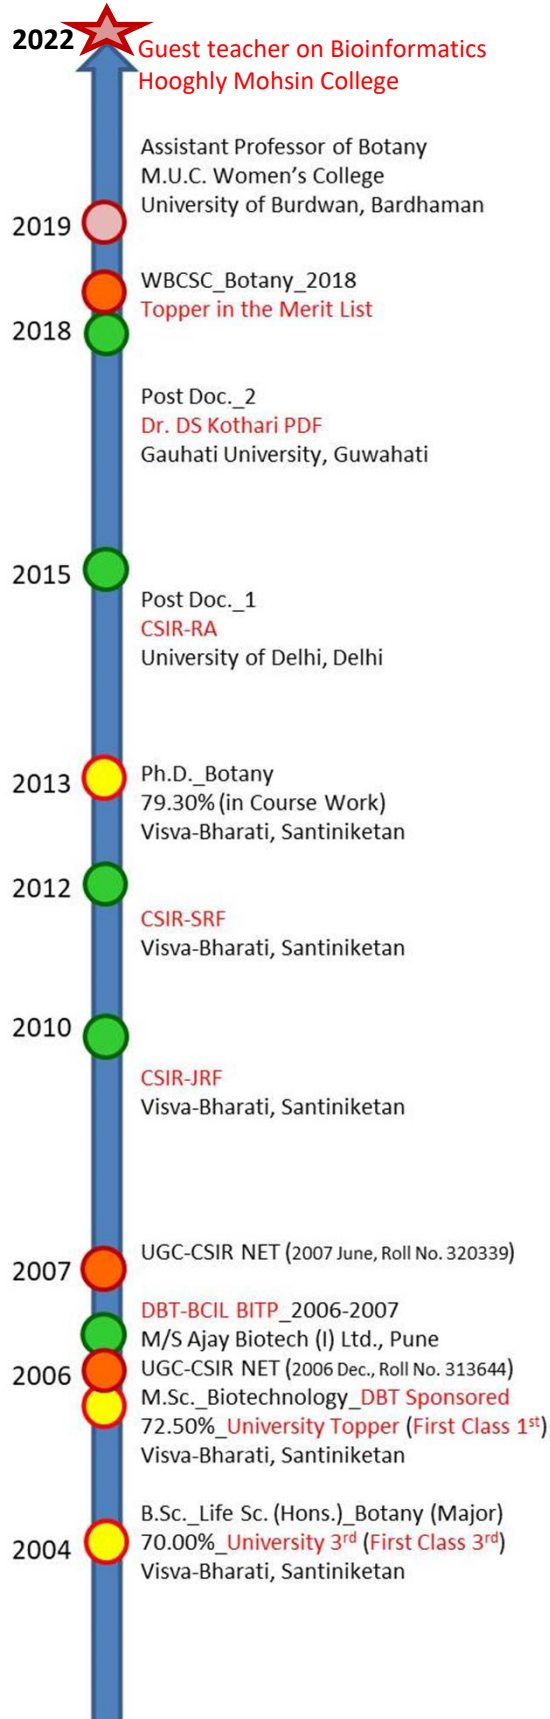 2022
Guest teacher on Bioinformatics
Hooghly Mohsin College
Assistant Professor of Botany
M.U.C. Women's College
University of Burdwan, Bardhaman
2019
WBCSC_Botany_2018
Topper in the Merit List
2018
Post Doc._2
Dr. DS Kothari PDF
Gauhati University, Guwahati
2015
Post Doc._1
CSIR-RA
University of Delhi, Delhi
2013
Ph.D._Botany
79.30% (in Course Work)
Visva-Bharati, Santiniketan
2012
CSIR-SRF
Visva-Bharati, Santiniketan
2010
CSIR-JRF
Visva-Bharati, Santiniketan
2007
UGC-CSIR NET (2007 June, Roll No. 320339)
DBT-BCIL BITP_2006-2007
M/S Ajay Biotech (I) Ltd., Pune
2006
UGC-CSIR NET (2006 Dec., Roll No. 313644)
M.Sc._Biotechnology_DBT Sponsored
72.50%_University Topper (First Class 1st)
Visva-Bharati, Santiniketan
B.Sc._Life Sc. (Hons.)_Botany (Major)
2004
70.00%_University 3rd (First Class 3rd)
Visva-Bharati, Santiniketan